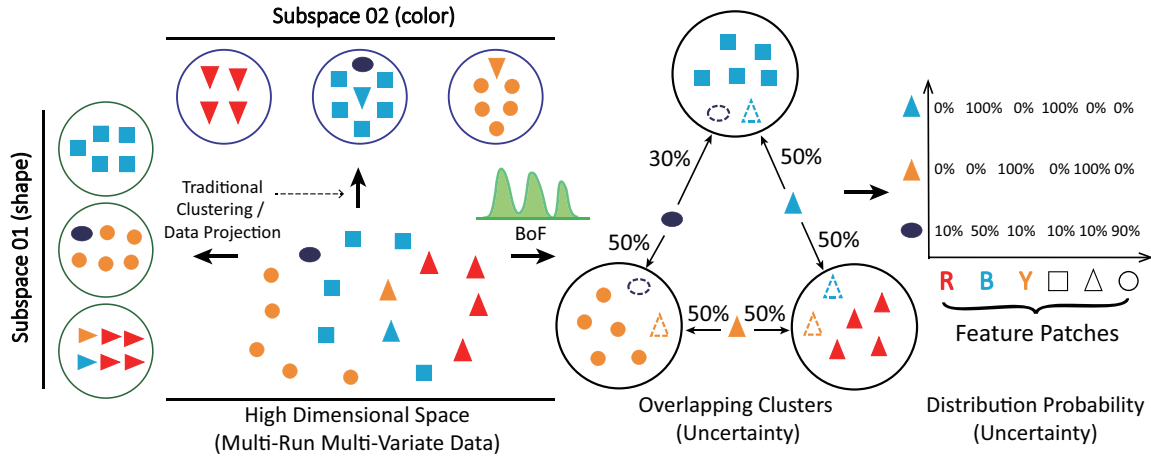 Subspace 02 (color)
Subspace 01 (shape)
Traditional
Clustering /
Data Projection
BoF
High Dimensional Space
(Multi-Run Multi-Variate Data)
30%
50%
50%
50%
50%
50%
Overlapping Clusters
(Uncertainty)
0% 100% 0% 100% 0% 0%
0% 0% 100% 0% 100% 0%
10% 50% 10% 10% 10% 90%
R B Y
Feature Patches
Distribution Probability
(Uncertainty)